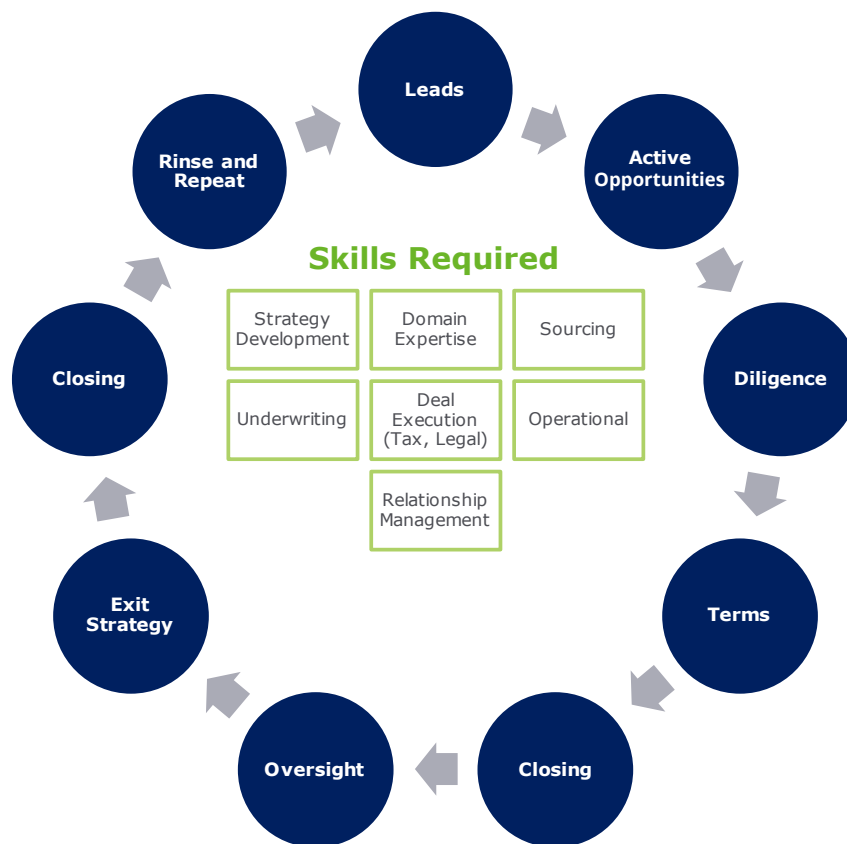 Leads
Active
Opportunities
Diligence
Terms
Closing
Oversight
Exit
Strategy
Closing
Rinse and
Repeat
Skills Required
Strategy
Development
Domain
Expertise
Sourcing
Underwriting
Deal
Execution
(Tax, Legal)
Operational
Relationship
Management